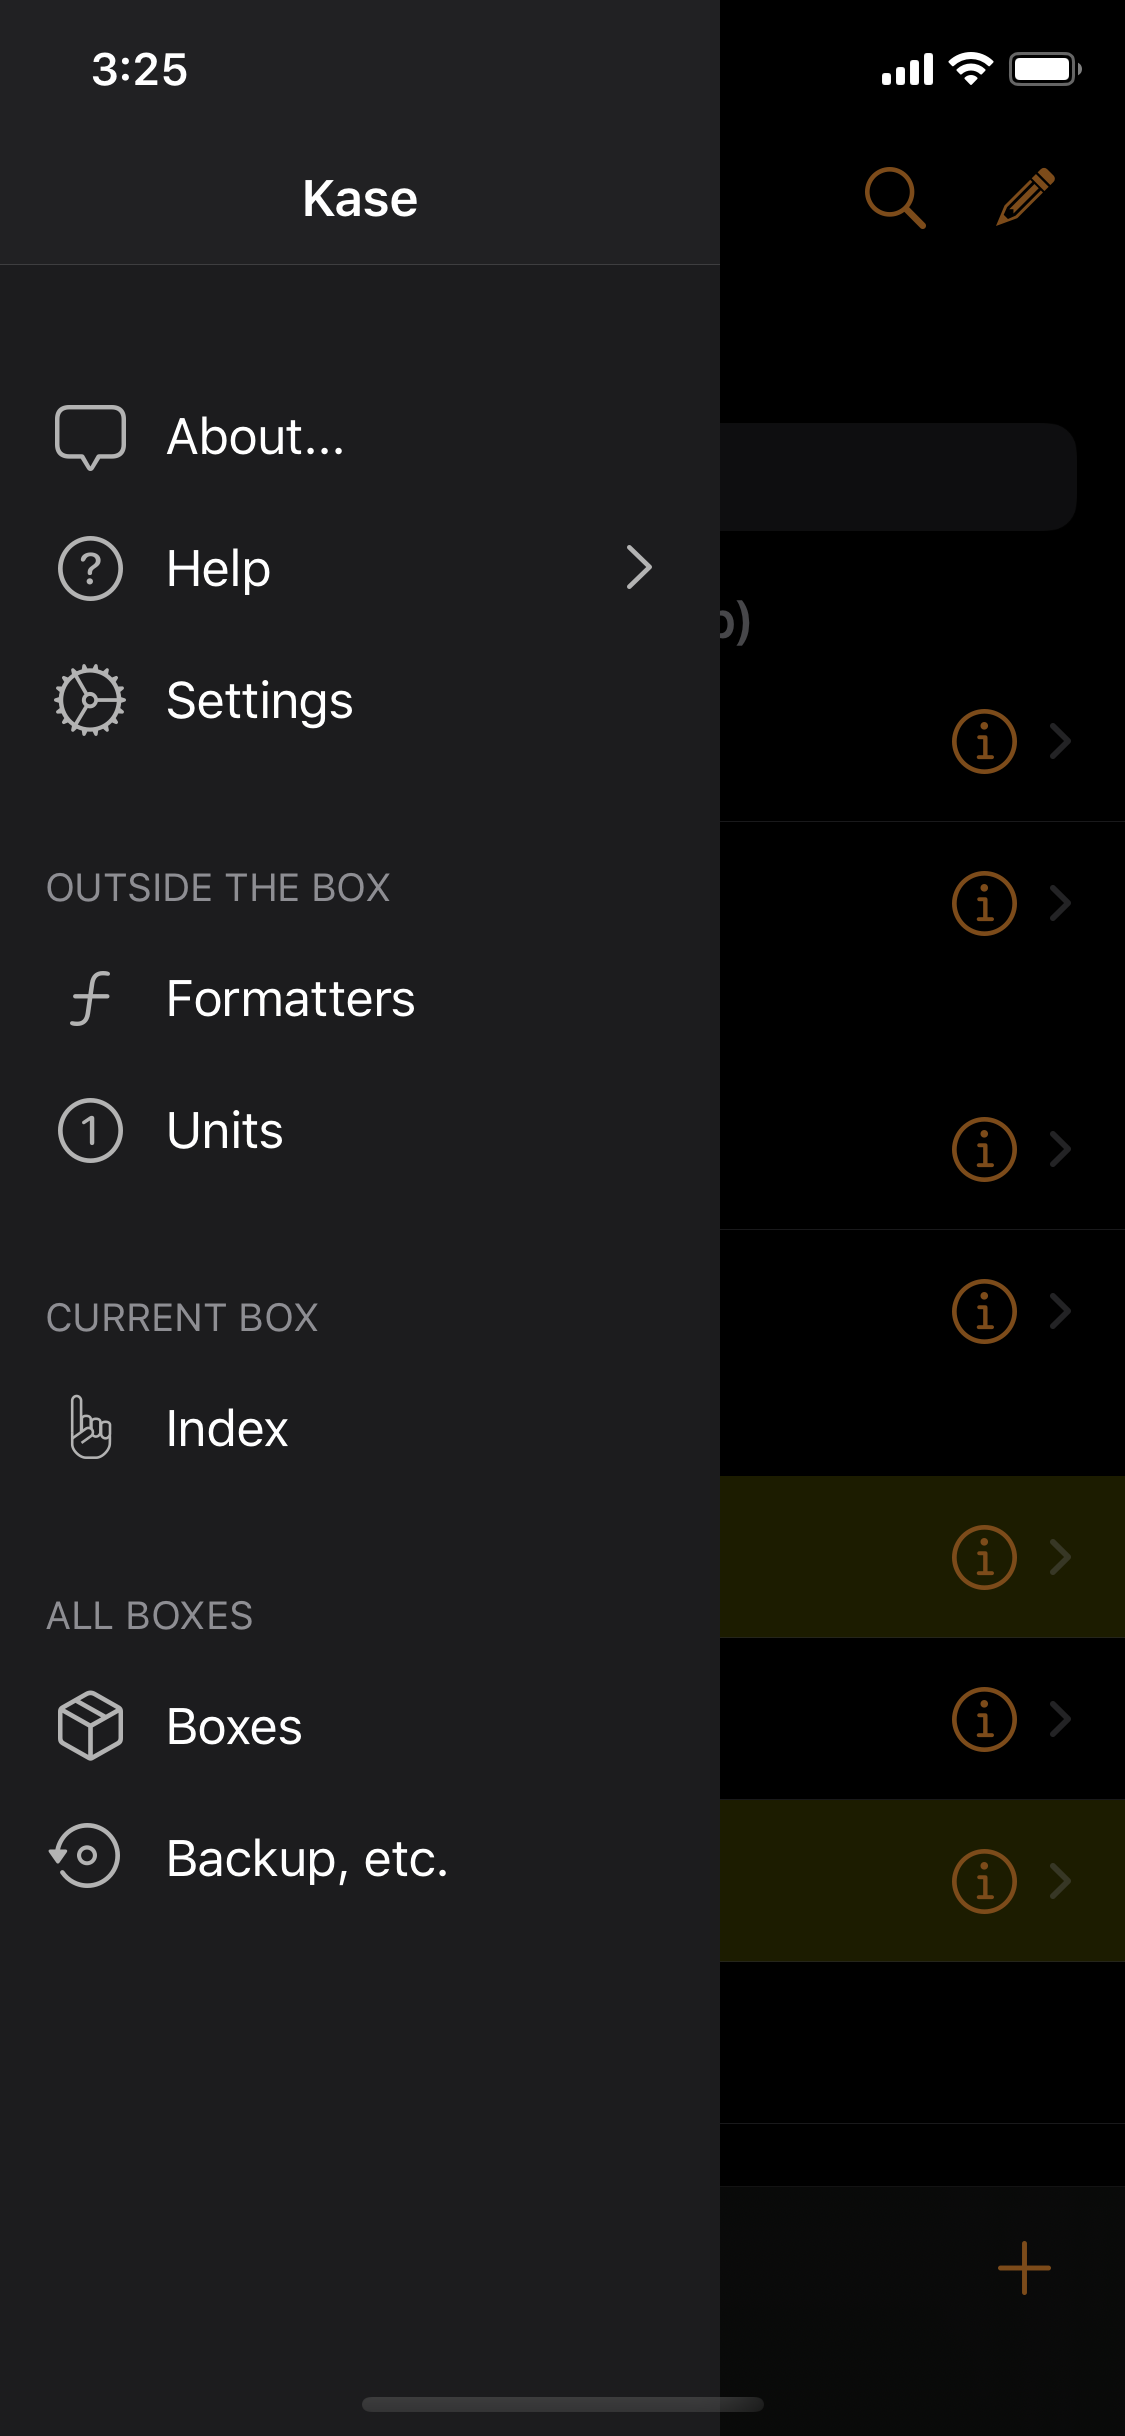 3:25
Kase
About...
Help
Settings
OUTSIDE THE BOX
Formatters
Units
CURRENT BOX
Index
ALL BOXES
Boxes
Backup, etc.